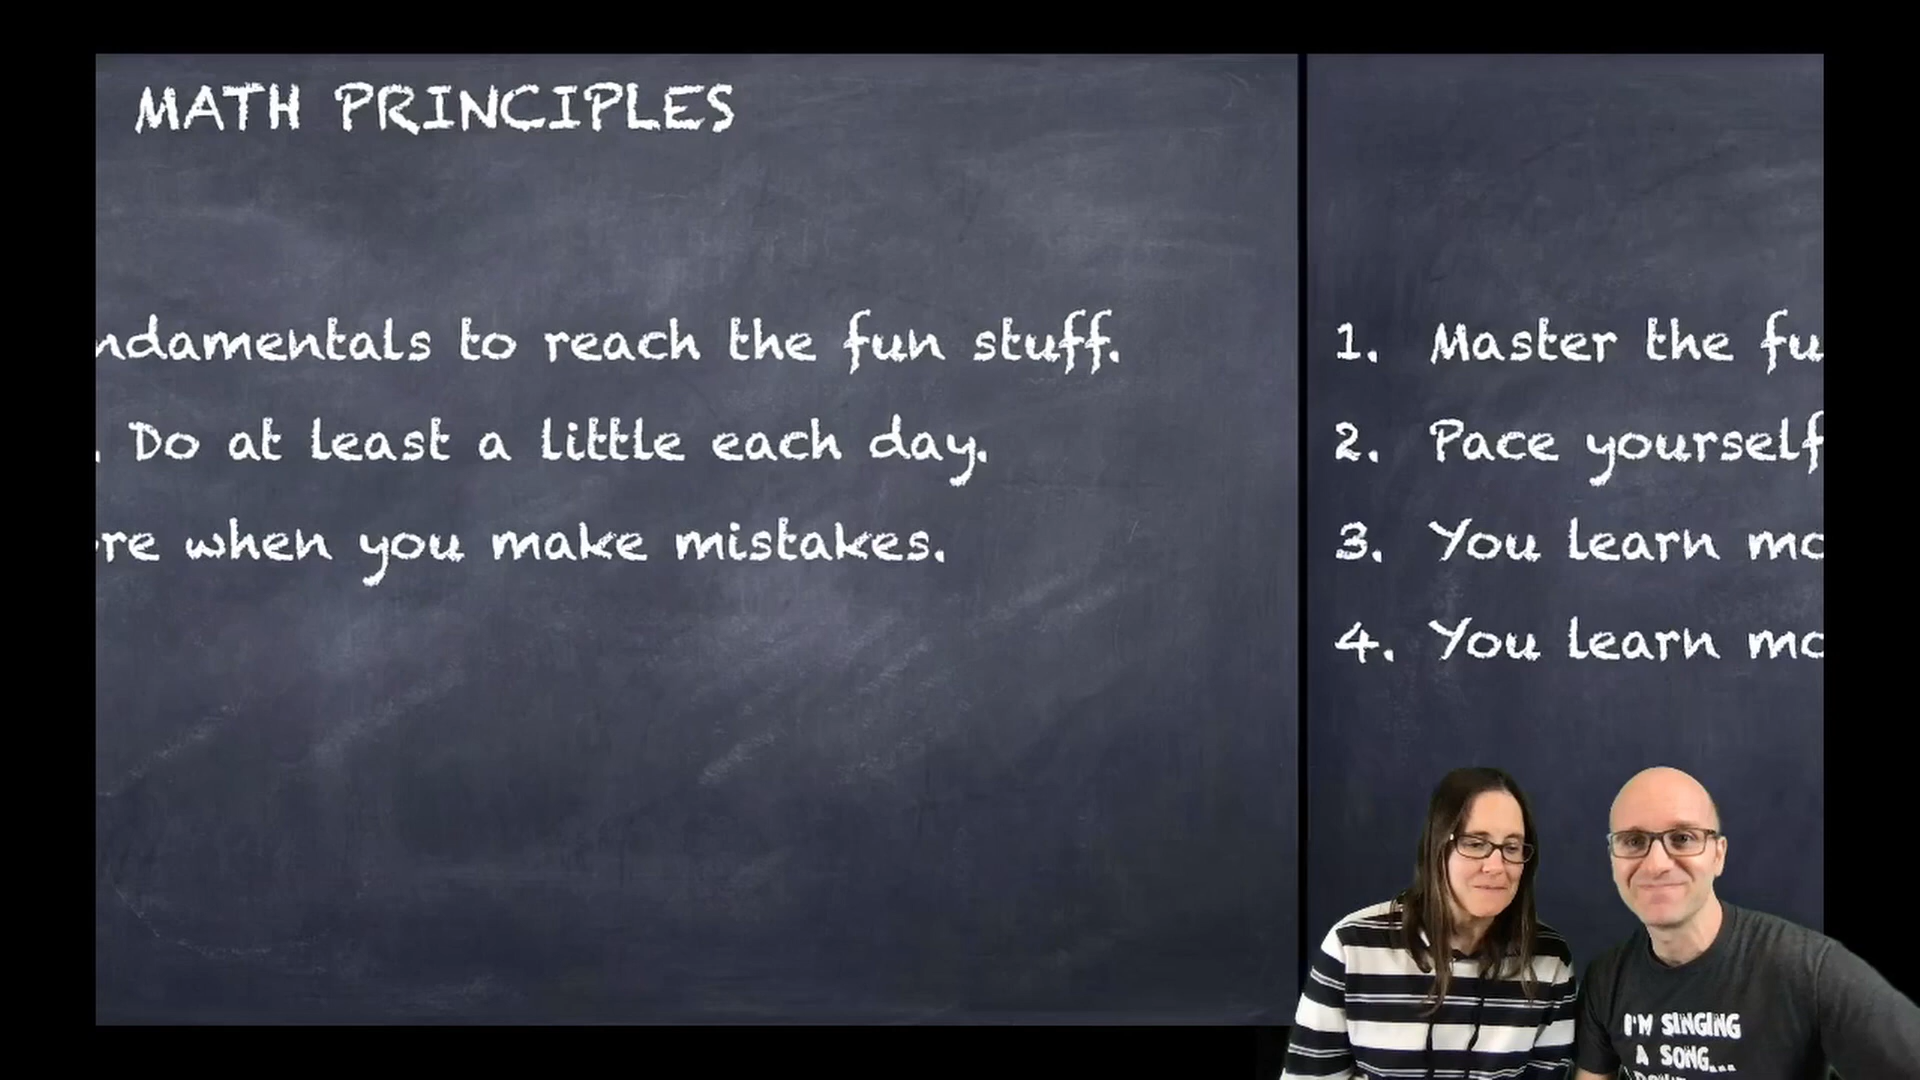 MATH PRINCIPLES
ndamentals to reach the fun stuff.
. Do at least a little each day.
re when you make mistakes.
1. Master the fu
2. Pace yourself
3. You learn mo
4. You learn mo
I'M SINGING
A SONG...